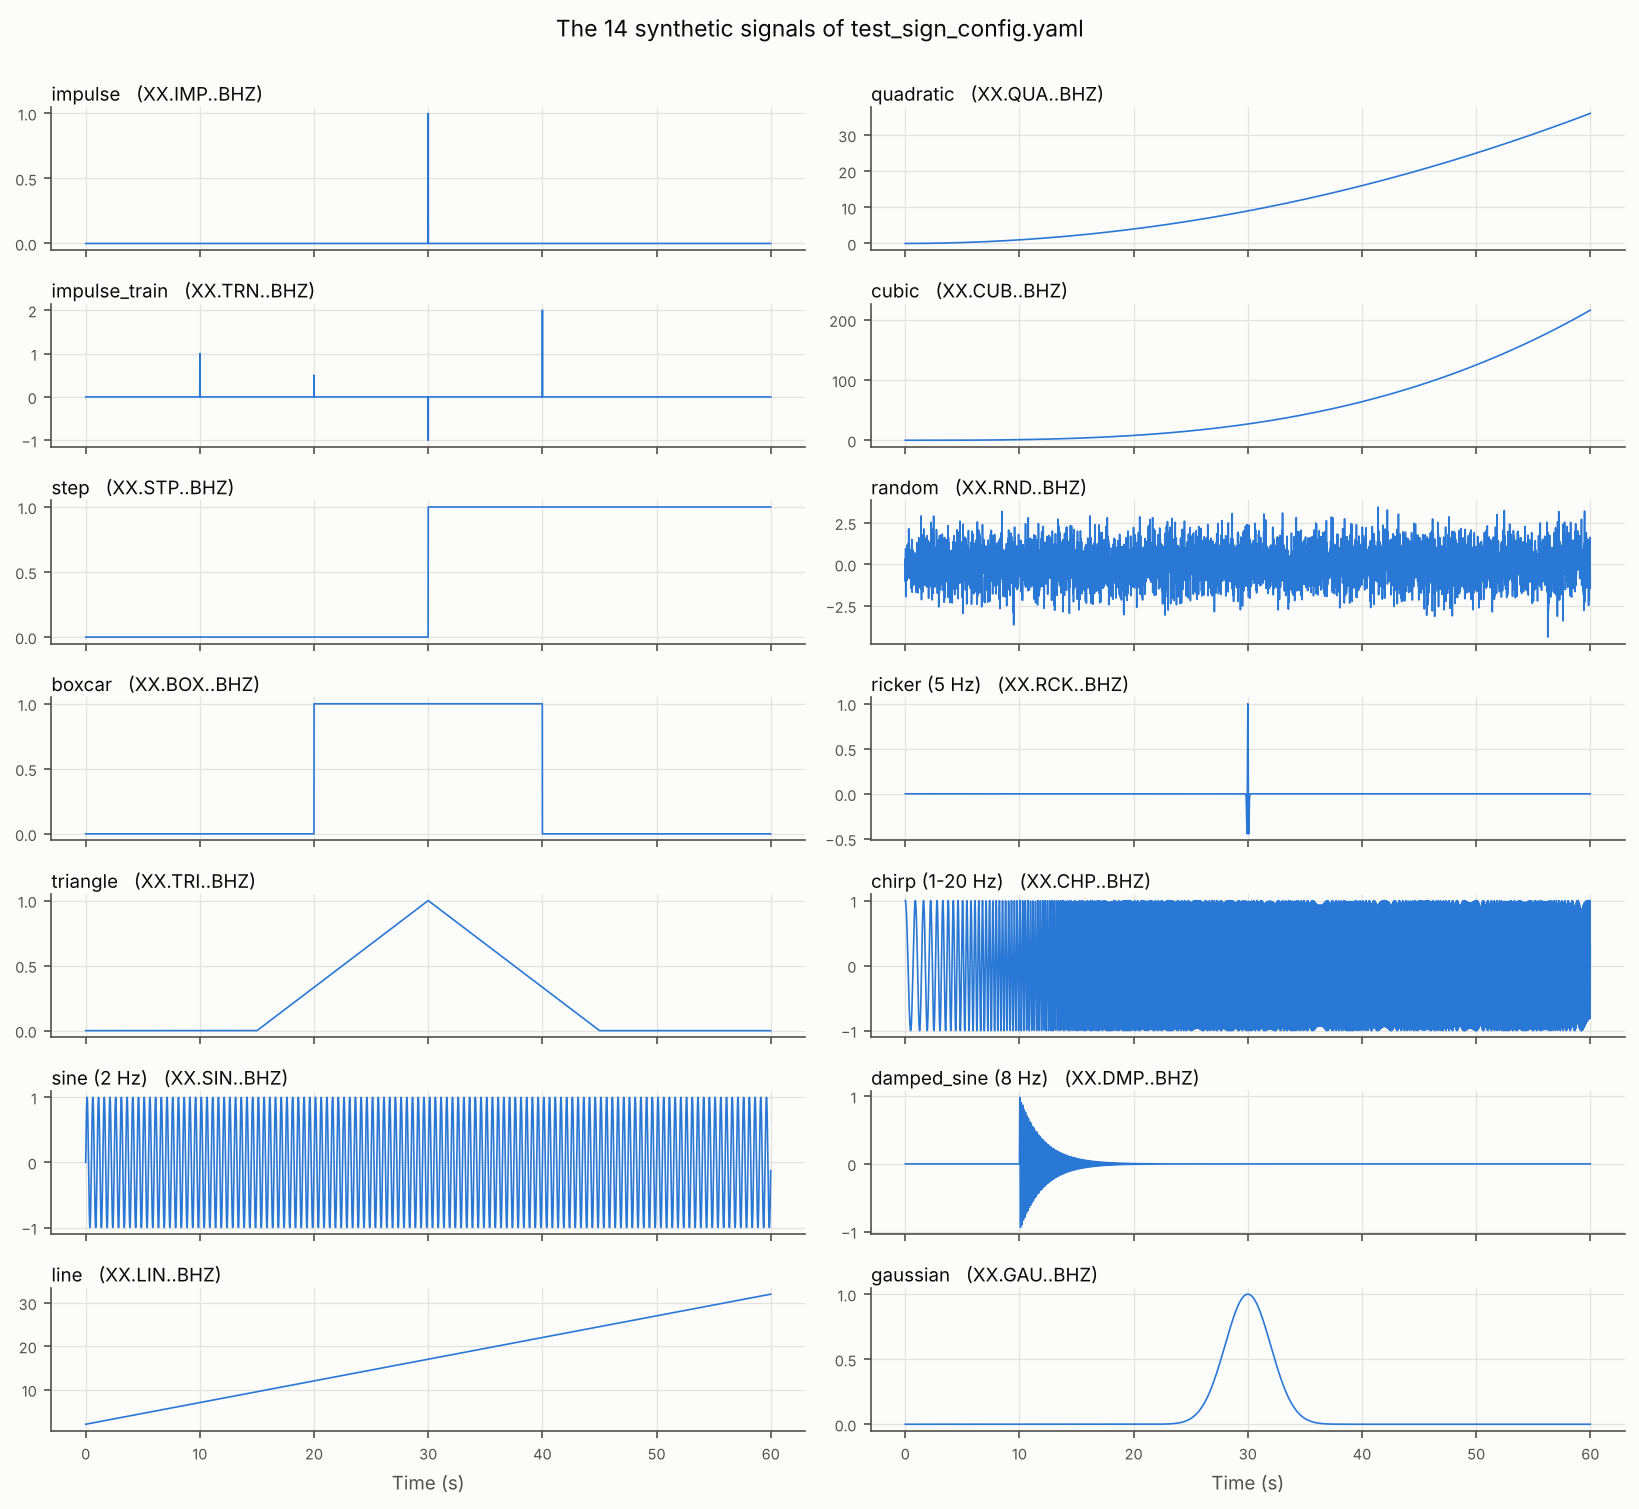 The 14 synthetic signals of test_sign_config.yaml
impulse (XX.IMP..BHZ)
1.0
0.5
0.0
quadratic (XX.QUA..BHZ)
30
20
10
0
impulse_train (XX.TRN..BHZ)
2
1
0
−1
cubic (XX.CUB..BHZ)
200
100
0
step (XX.STP..BHZ)
1.0
0.5
0.0
random (XX.RND..BHZ)
2.5
0.0
−2.5
boxcar (XX.BOX..BHZ)
1.0
0.5
0.0
ricker (5 Hz) (XX.RCK..BHZ)
1.0
0.5
0.0
−0.5
triangle (XX.TRI..BHZ)
1.0
0.5
0.0
chirp (1-20 Hz) (XX.CHP..BHZ)
1
0
−1
sine (2 Hz) (XX.SIN..BHZ)
1
0
−1
damped_sine (8 Hz) (XX.DMP..BHZ)
1
0
−1
line (XX.LIN..BHZ)
30
20
10
0 10 20 30 40 50 60
Time (s)
gaussian (XX.GAU..BHZ)
1.0
0.5
0.0
0 10 20 30 40 50 60
Time (s)